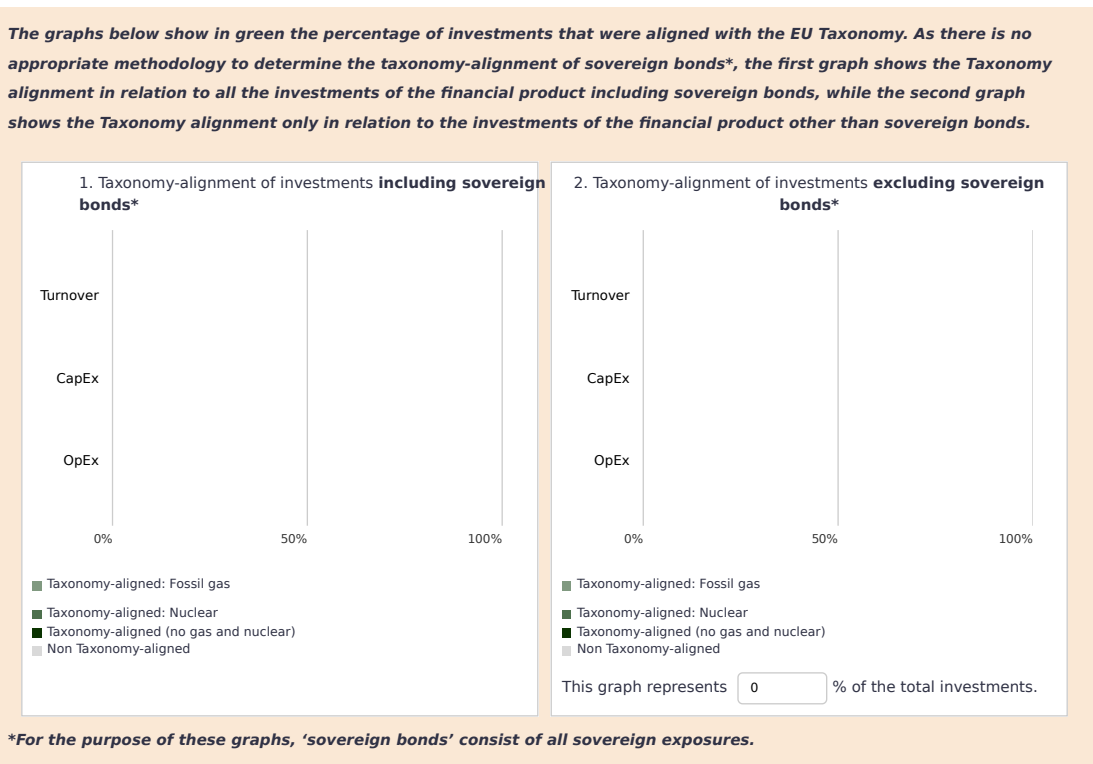 The graphs below show in green the percentage of investments that were aligned with the EU Taxonomy. As there is no
appropriate methodology to determine the taxonomy-alignment of sovereign bonds*, the first graph shows the Taxonomy
alignment in relation to all the investments of the financial product including sovereign bonds, while the second graph
shows the Taxonomy alignment only in relation to the investments of the financial product other than sovereign bonds.
1. Taxonomy-alignment of investments including sovereign
bonds*
Turnover
CapEx
OpEx
0% 50% 100%
Taxonomy-aligned: Fossil gas
Taxonomy-aligned: Nuclear
Taxonomy-aligned (no gas and nuclear)
Non Taxonomy-aligned
2. Taxonomy-alignment of investments excluding sovereign
bonds*
Turnover
CapEx
OpEx
0% 50% 100%
Taxonomy-aligned: Fossil gas
Taxonomy-aligned: Nuclear
Taxonomy-aligned (no gas and nuclear)
Non Taxonomy-aligned
This graph represents 0 % of the total investments.
*For the purpose of these graphs, ‘sovereign bonds’ consist of all sovereign exposures.